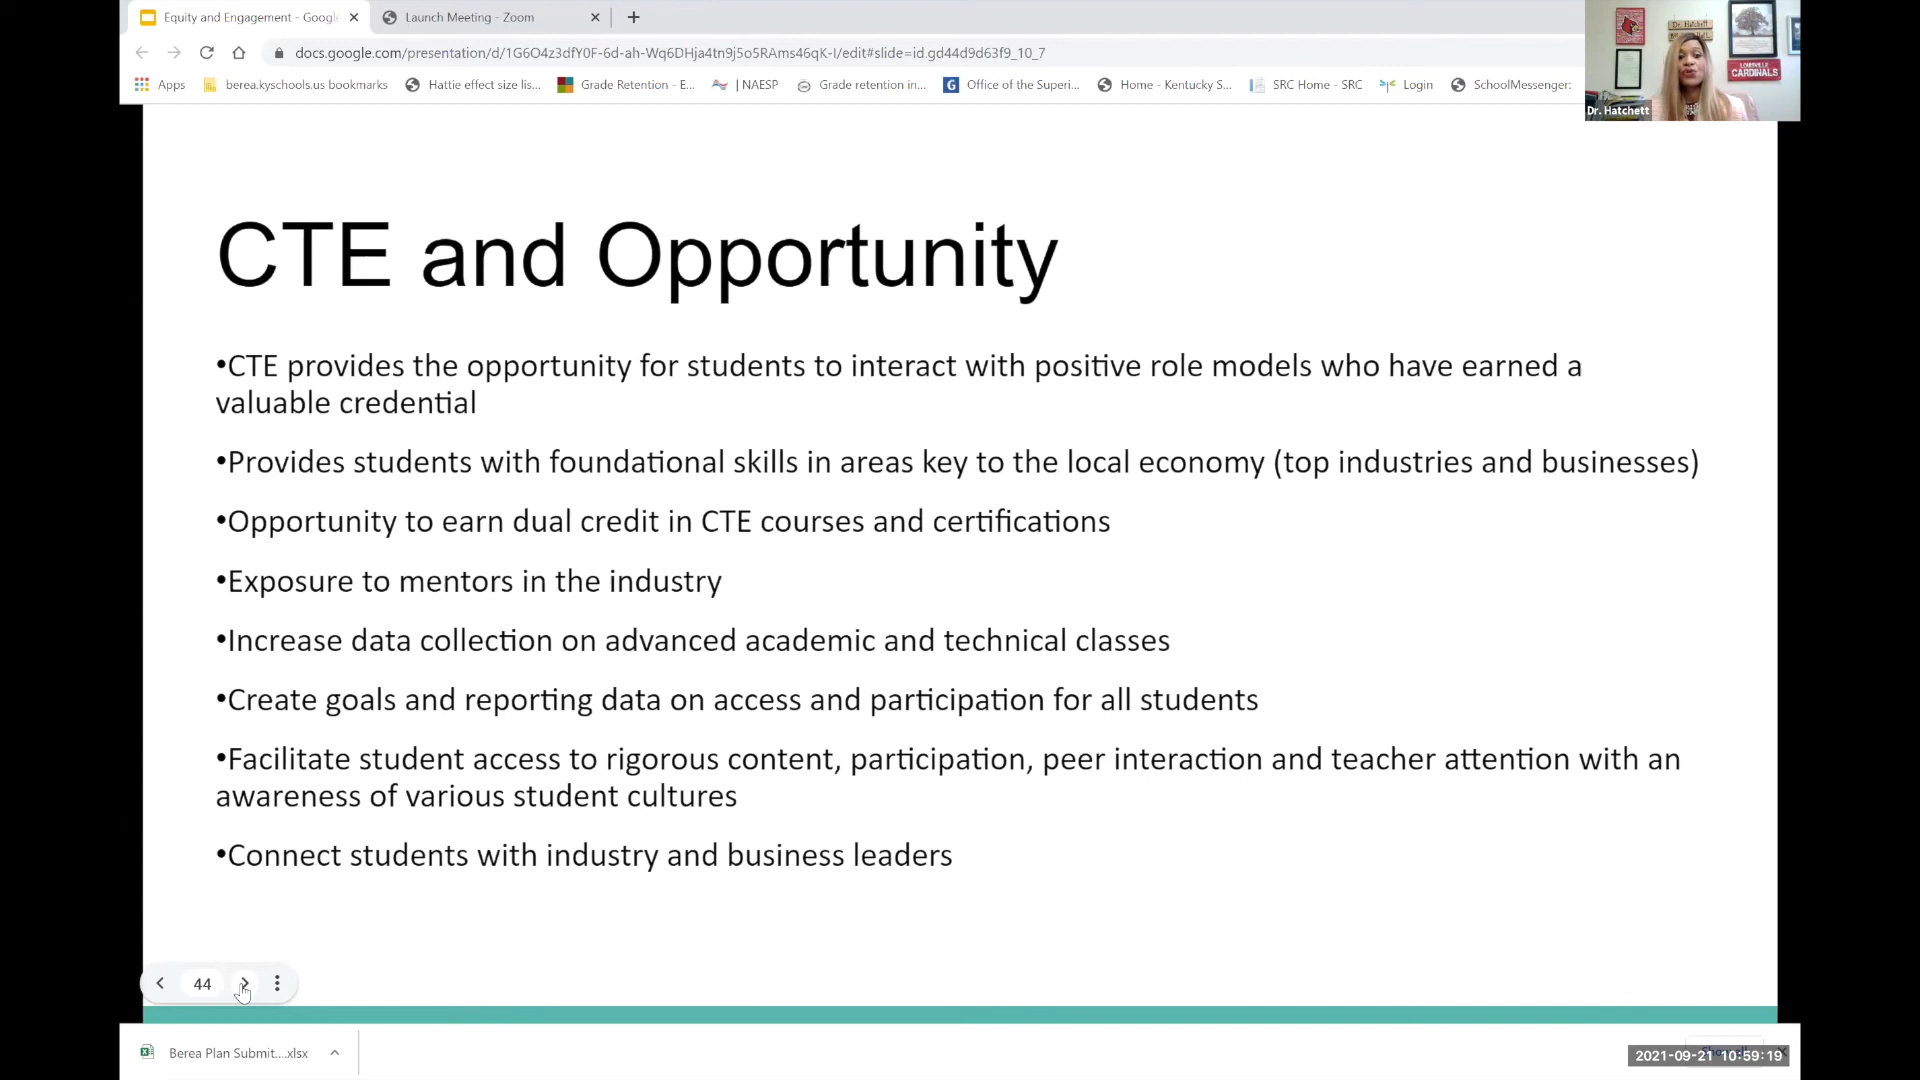 Equity and Engagement - Google
Launch Meeting - Zoom
docs.google.com/presentation/d/1G6O4z3dfY0F-6d-ah-Wq6DHja4tn9j5o5RAms46qK-I/edit#slide=id.gd44d9d63f9_10_7
Apps
berea.kyschools.us bookmarks
Hattie effect size lis...
Grade Retention - E...
| NAESP
Grade retention in...
Office of the Superi...
Home - Kentucky S...
SRC Home - SRC
Login
SchoolMessenger:
Dr. Hatchett
LOUISVILLE
CARDINALS
Dr. Hatchett
CTE and Opportunity
•CTE provides the opportunity for students to interact with positive role models who have earned a
valuable credential
•Provides students with foundational skills in areas key to the local economy (top industries and businesses)
•Opportunity to earn dual credit in CTE courses and certifications
•Exposure to mentors in the industry
•Increase data collection on advanced academic and technical classes
•Create goals and reporting data on access and participation for all students
•Facilitate student access to rigorous content, participation, peer interaction and teacher attention with an
awareness of various student cultures
•Connect students with industry and business leaders
44
Berea Plan Submit....xlsx
2021-09-21 10:59:19